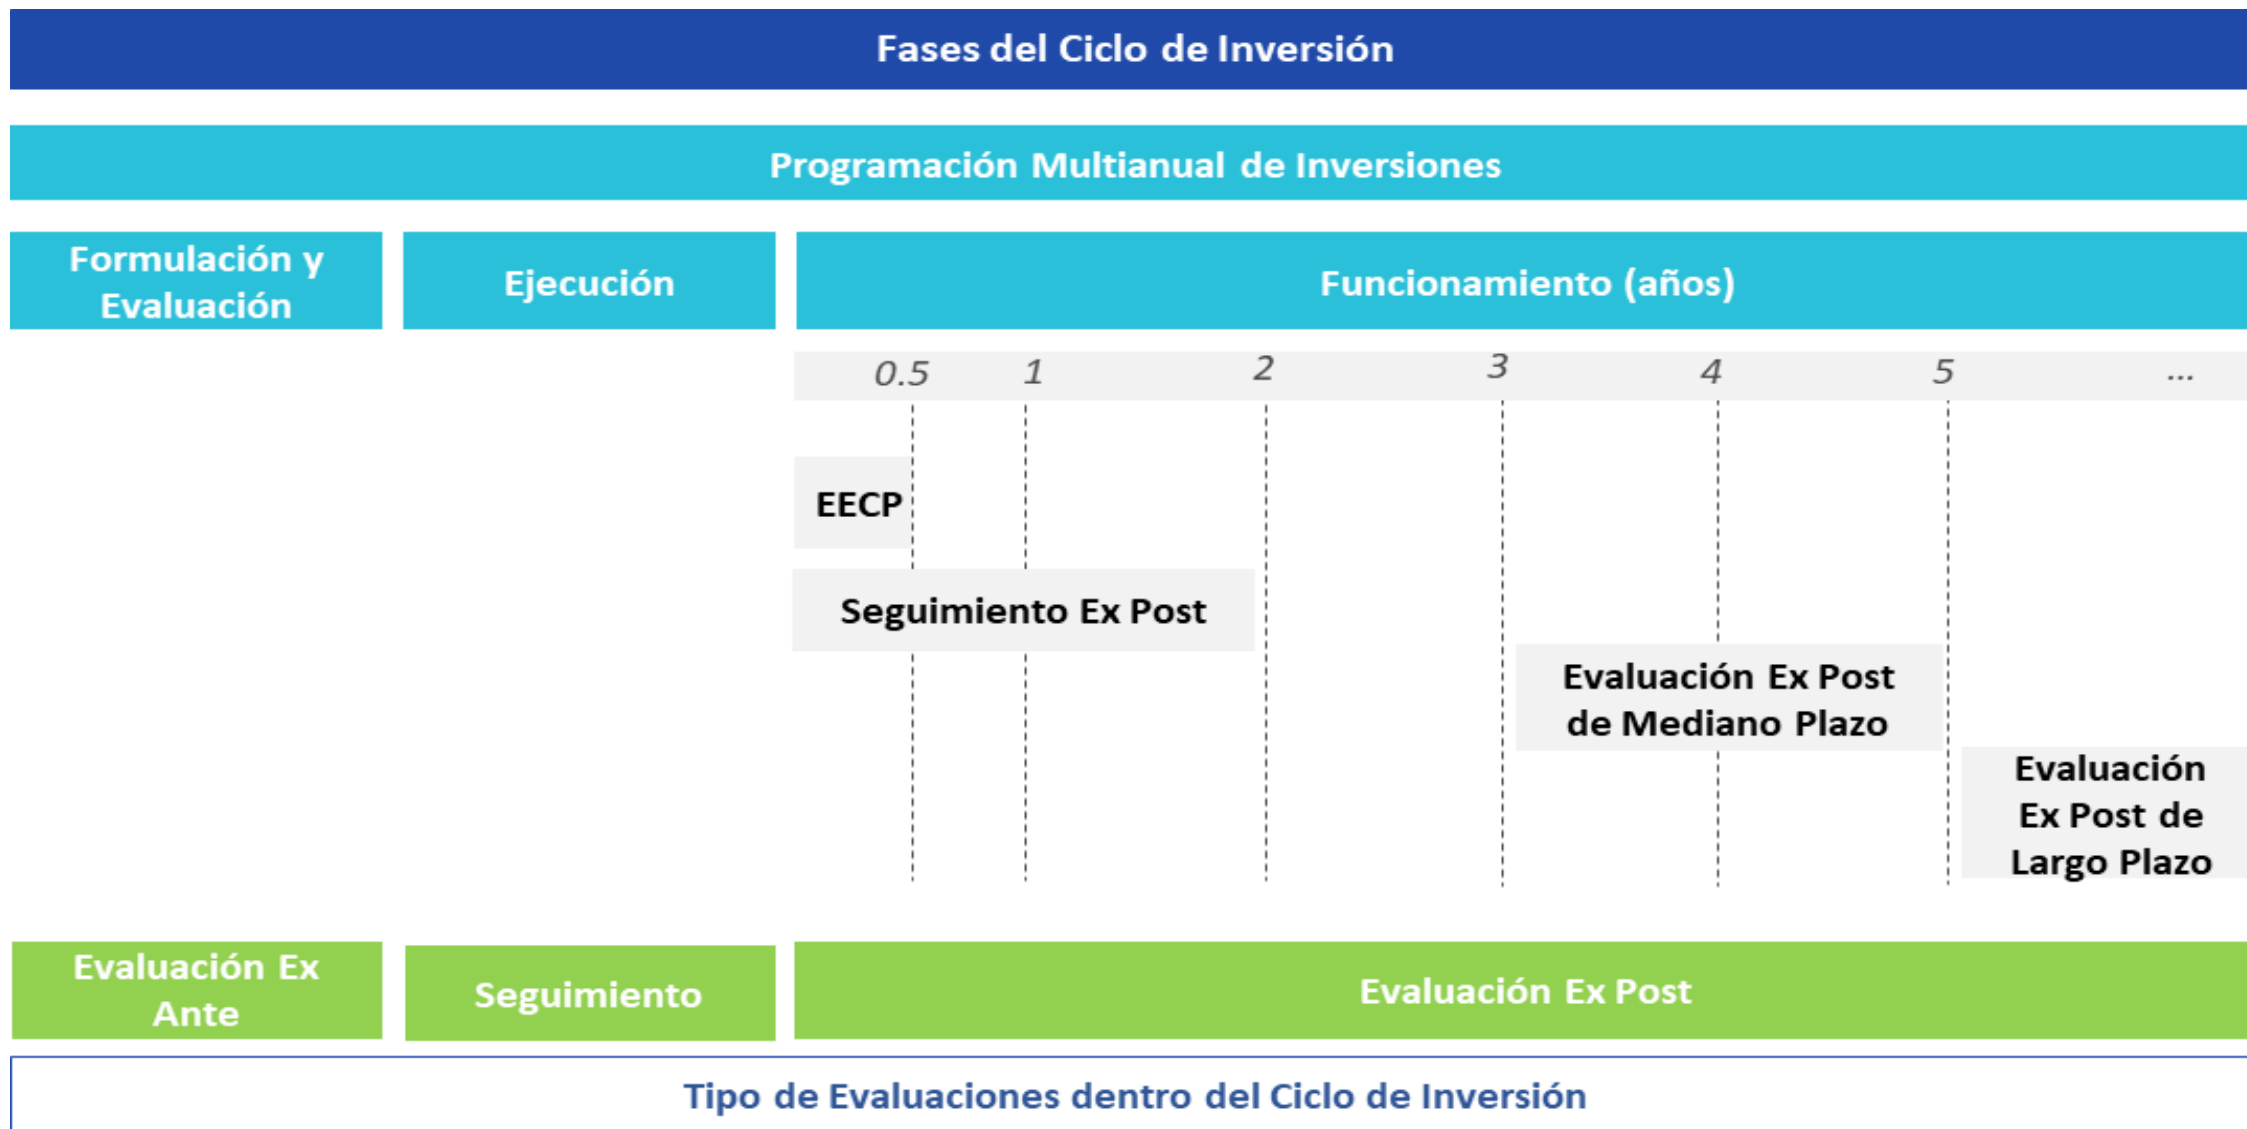 Fases del Ciclo de Inversión
Programación Multianual de Inversiones
Formulación y
Evaluación
Ejecución
Funcionamiento (años)
0.5 1 2 3 4 5 ...
EECP
Seguimiento Ex Post
Evaluación Ex Post
de Mediano Plazo
Evaluación
Ex Post de
Largo Plazo
Evaluación Ex
Ante
Seguimiento
Evaluación Ex Post
Tipo de Evaluaciones dentro del Ciclo de Inversión